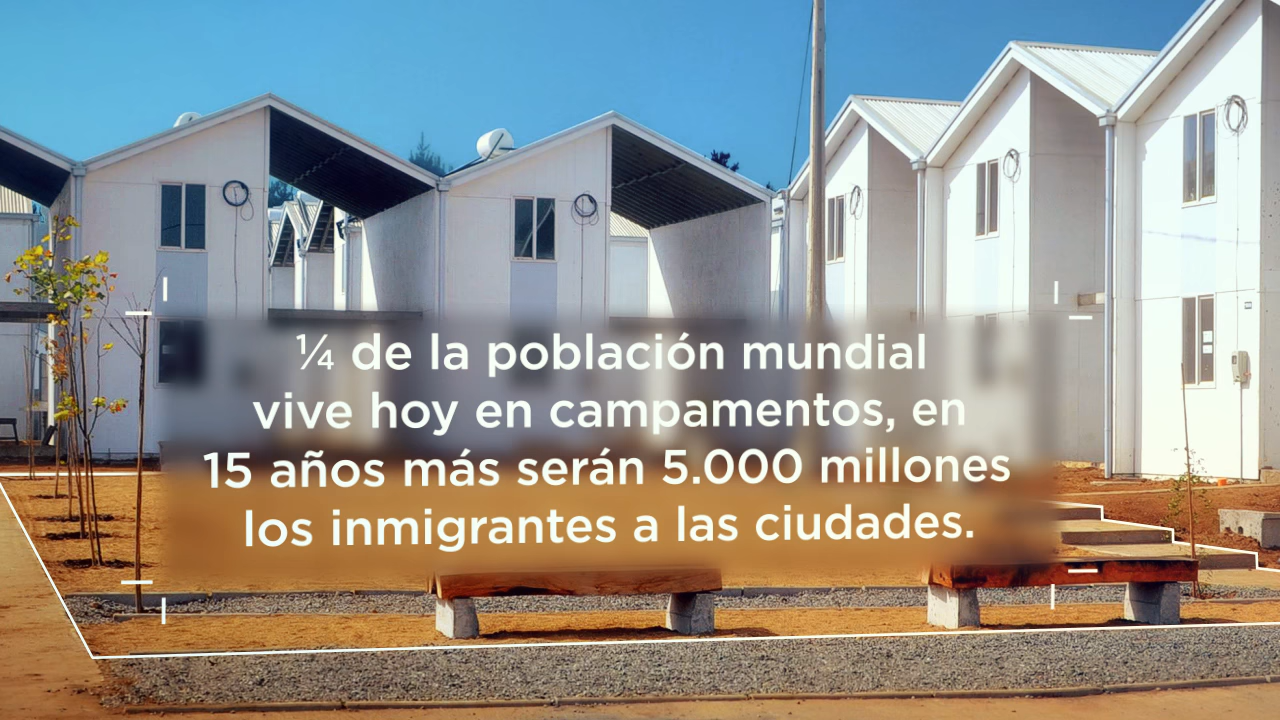 ¼ de la población mundial
vive hoy en campamentos, en
15 años más serán 5.000 millones
los inmigrantes a las ciudades.